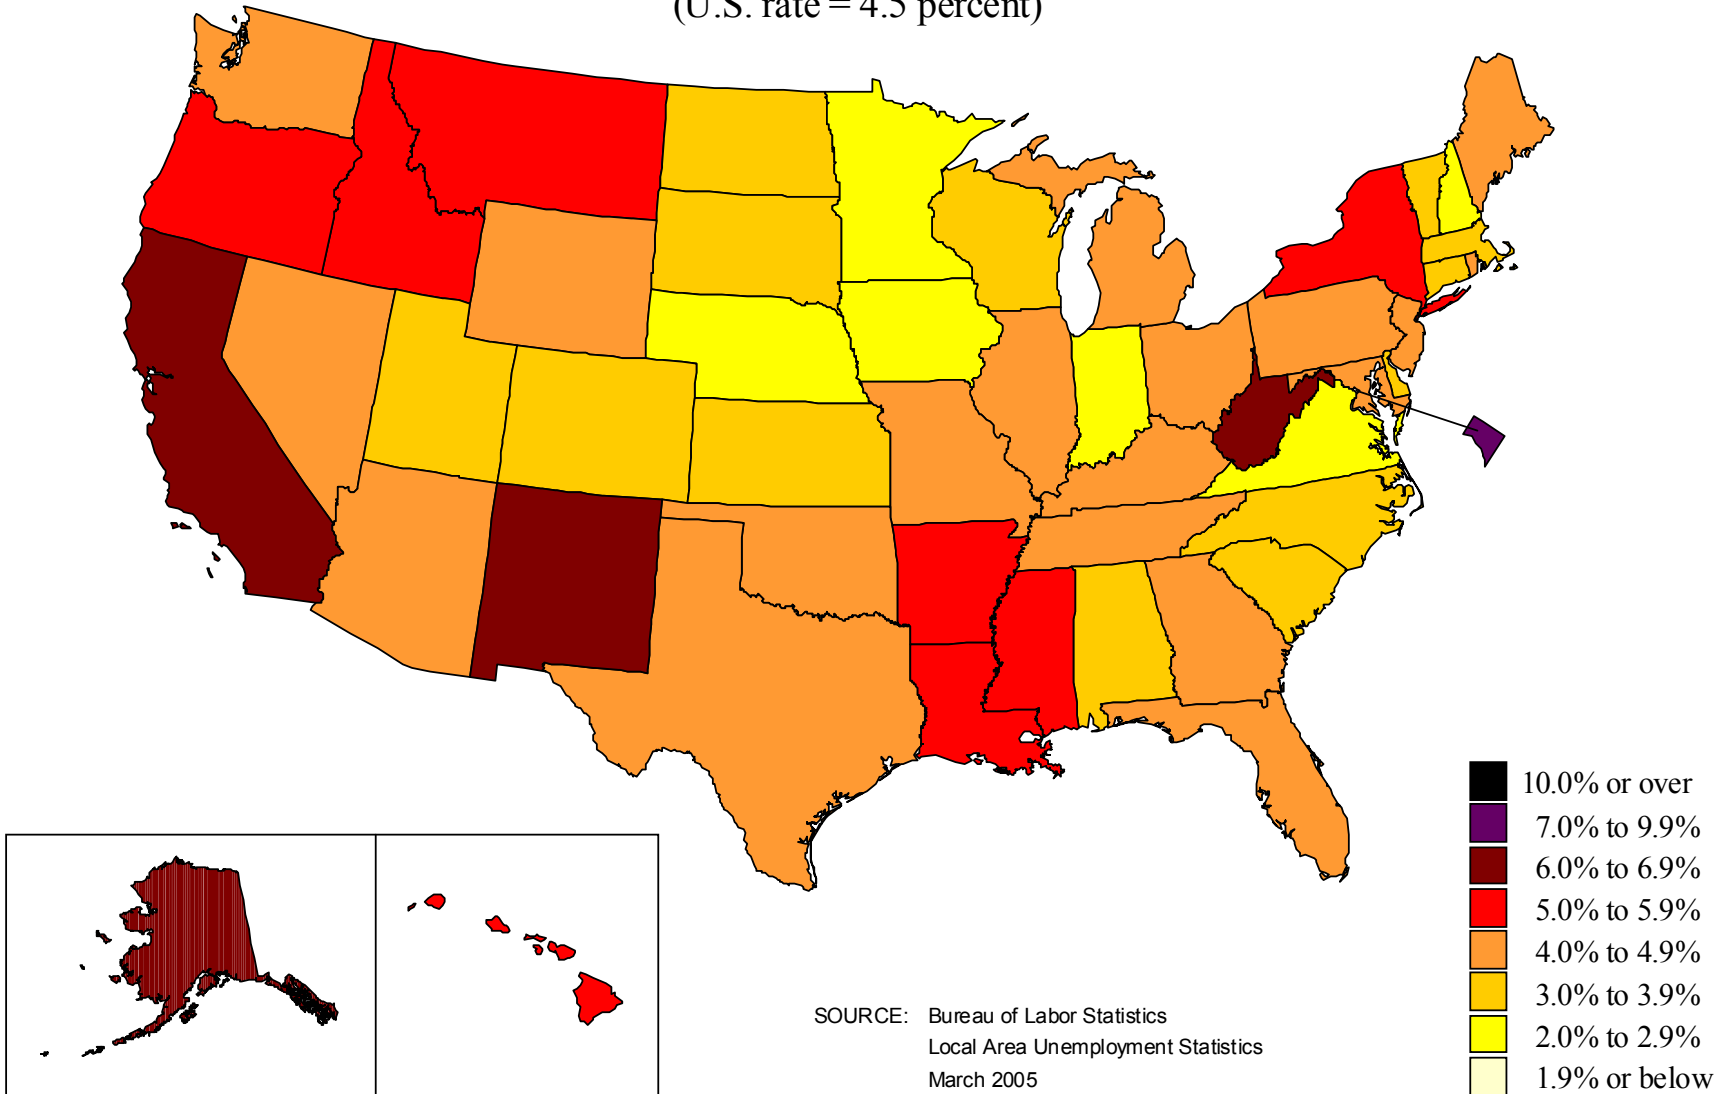 (U.S. rate = 4.5 percent)
10.0% or over
7.0% to 9.9%
6.0% to 6.9%
5.0% to 5.9%
4.0% to 4.9%
3.0% to 3.9%
2.0% to 2.9%
1.9% or below
SOURCE: Bureau of Labor Statistics
Local Area Unemployment Statistics
March 2005